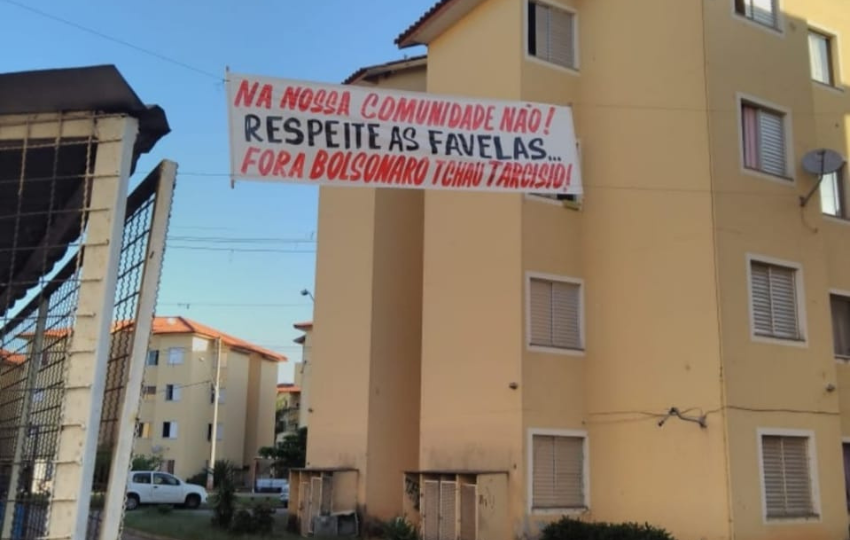 NA NOSSA COMUNIDADE NÃO!
RESPEITE AS FAVELAS...
FORA BOLSONARO TCHAU TARCISIO!